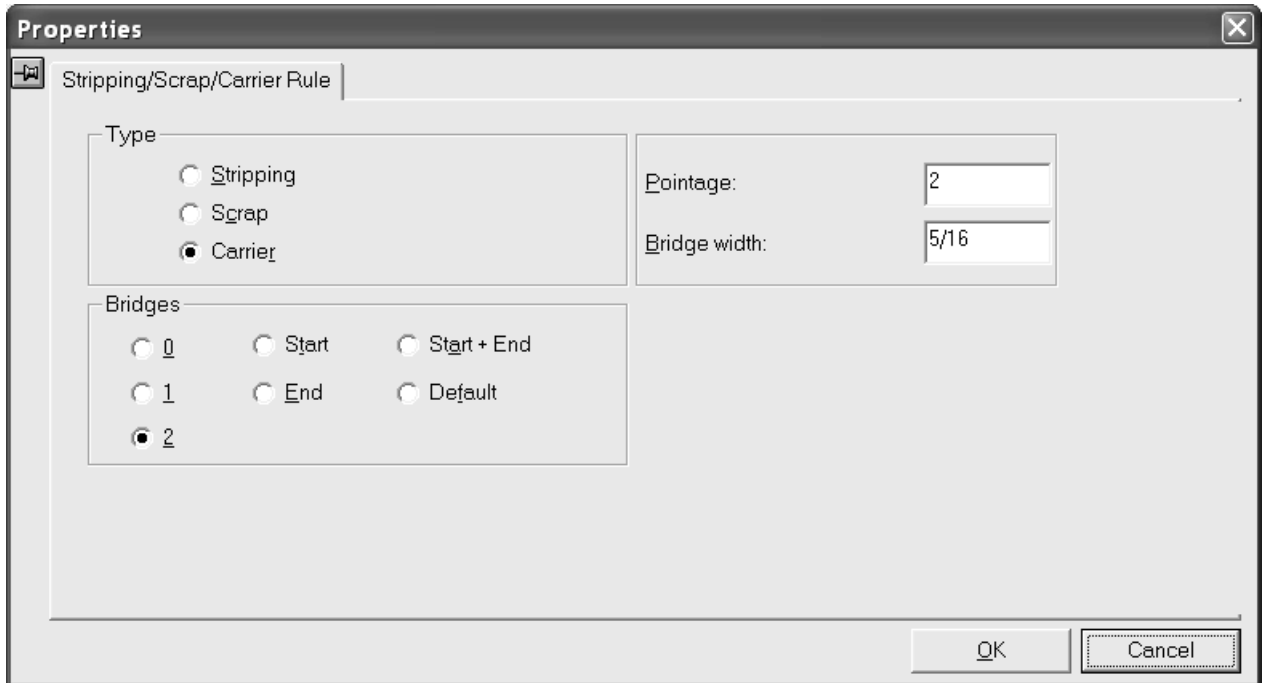 Properties
Stripping/Scrap/Carrier Rule
Type
Stripping
Scrap
Carrier
Pointage: 2
Bridge width: 5/16
Bridges
0 Start Start + End
1 End Default
2
OK Cancel